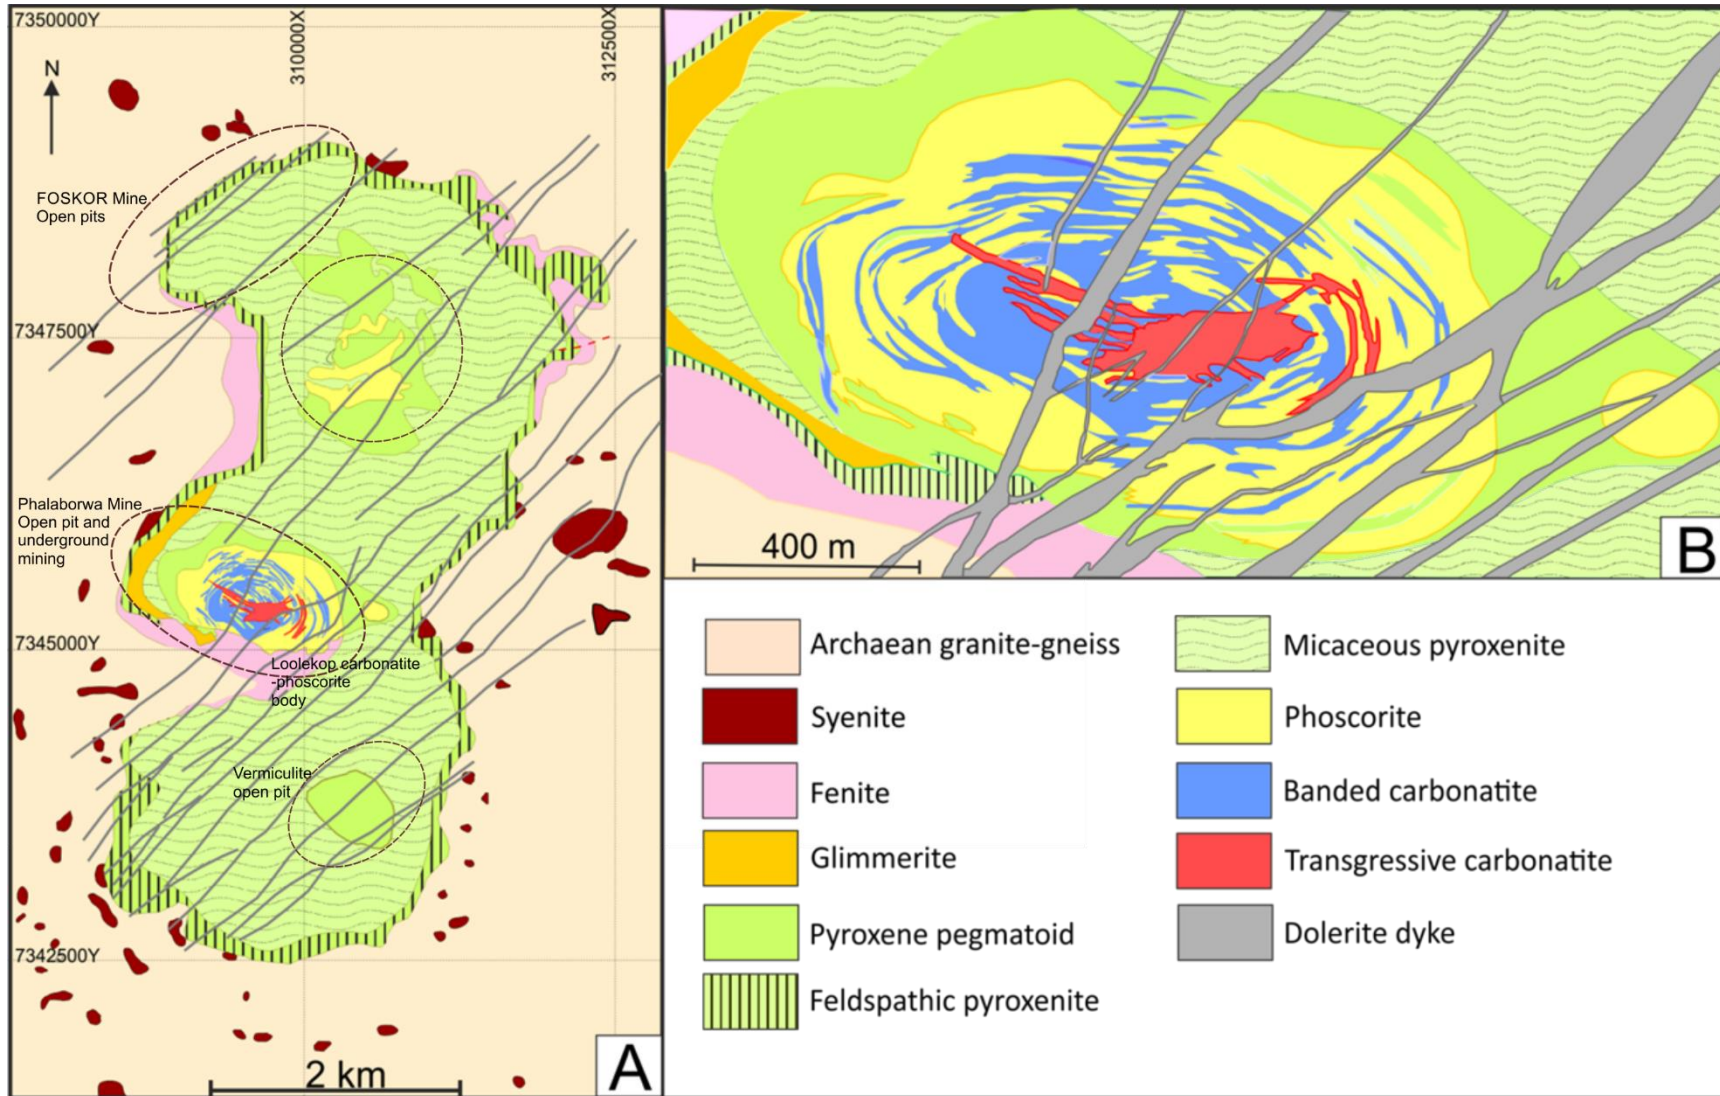 7350000Y
310000X
312500X
N
FOSKOR Mine
Open pits
7347500Y
Phalaborwa Mine
Open pit and
underground
mining
7345000Y
Loolekop carbonatite
-phoscorite
body
Vermiculite
open pit
7342500Y
2 km
A
400 m
B
Archaean granite-gneiss
Syenite
Fenite
Glimmerite
Pyroxene pegmatoid
Feldspathic pyroxenite
Micaceous pyroxenite
Phoscorite
Banded carbonatite
Transgressive carbonatite
Dolerite dyke